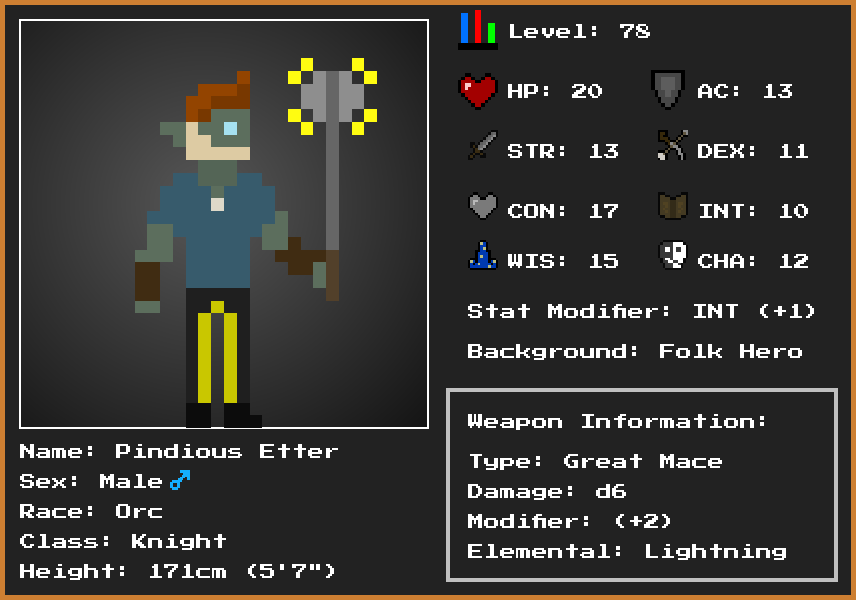 Level: 78
HP: 20 AC: 13
STR: 13 DEX: 11
CON: 17 INT: 10
WIS: 15 CHA: 12
Stat Modifier: INT (+1)
Background: Folk Hero
Weapon Information:
Type: Great Mace
Damage: d6
Modifier: (+2)
Elemental: Lightning
Name: Pindious Etter
Sex: Male ♂
Race: Orc
Class: Knight
Height: 171cm (5'7")